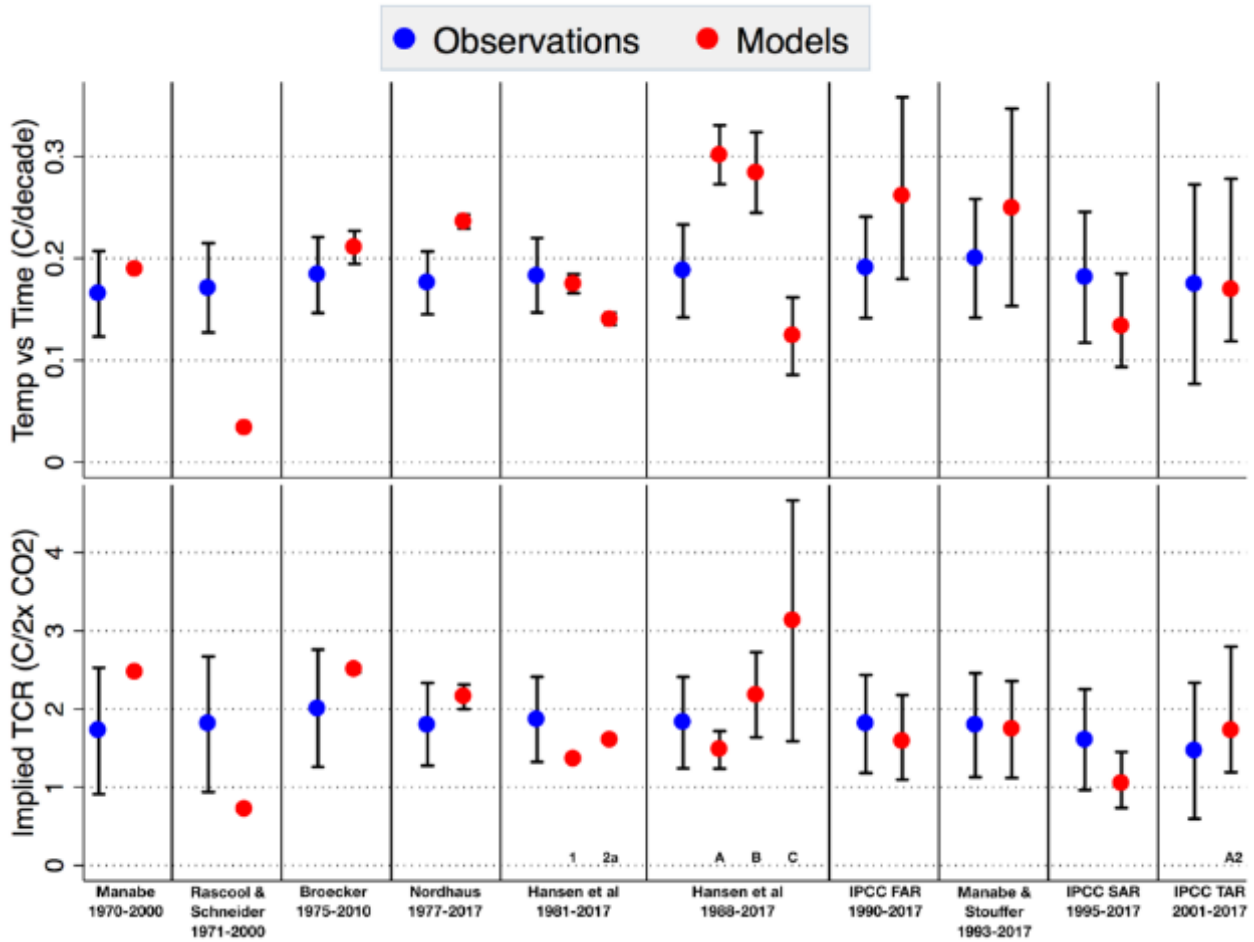 Observations Models
Temp vs Time (C/decade)
0.3
0.2
0.1
0
Implied TCR (C/2x CO2)
4
3
2
1
0
1 2a A B C A2
Manabe
1970-2000
Rascool &
Schneider
1971-2000
Broecker
1975-2010
Nordhaus
1977-2017
Hansen et al
1981-2017
Hansen et al
1988-2017
IPCC FAR
1990-2017
Manabe &
Stouffer
1993-2017
IPCC SAR
1995-2017
IPCC TAR
2001-2017